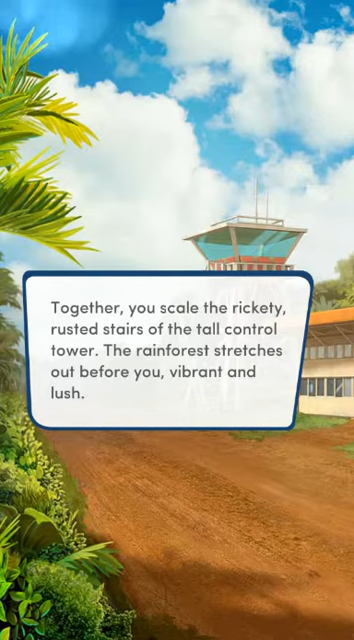 Together, you scale the rickety,
rusted stairs of the tall control
tower. The rainforest stretches
out before you, vibrant and
lush.